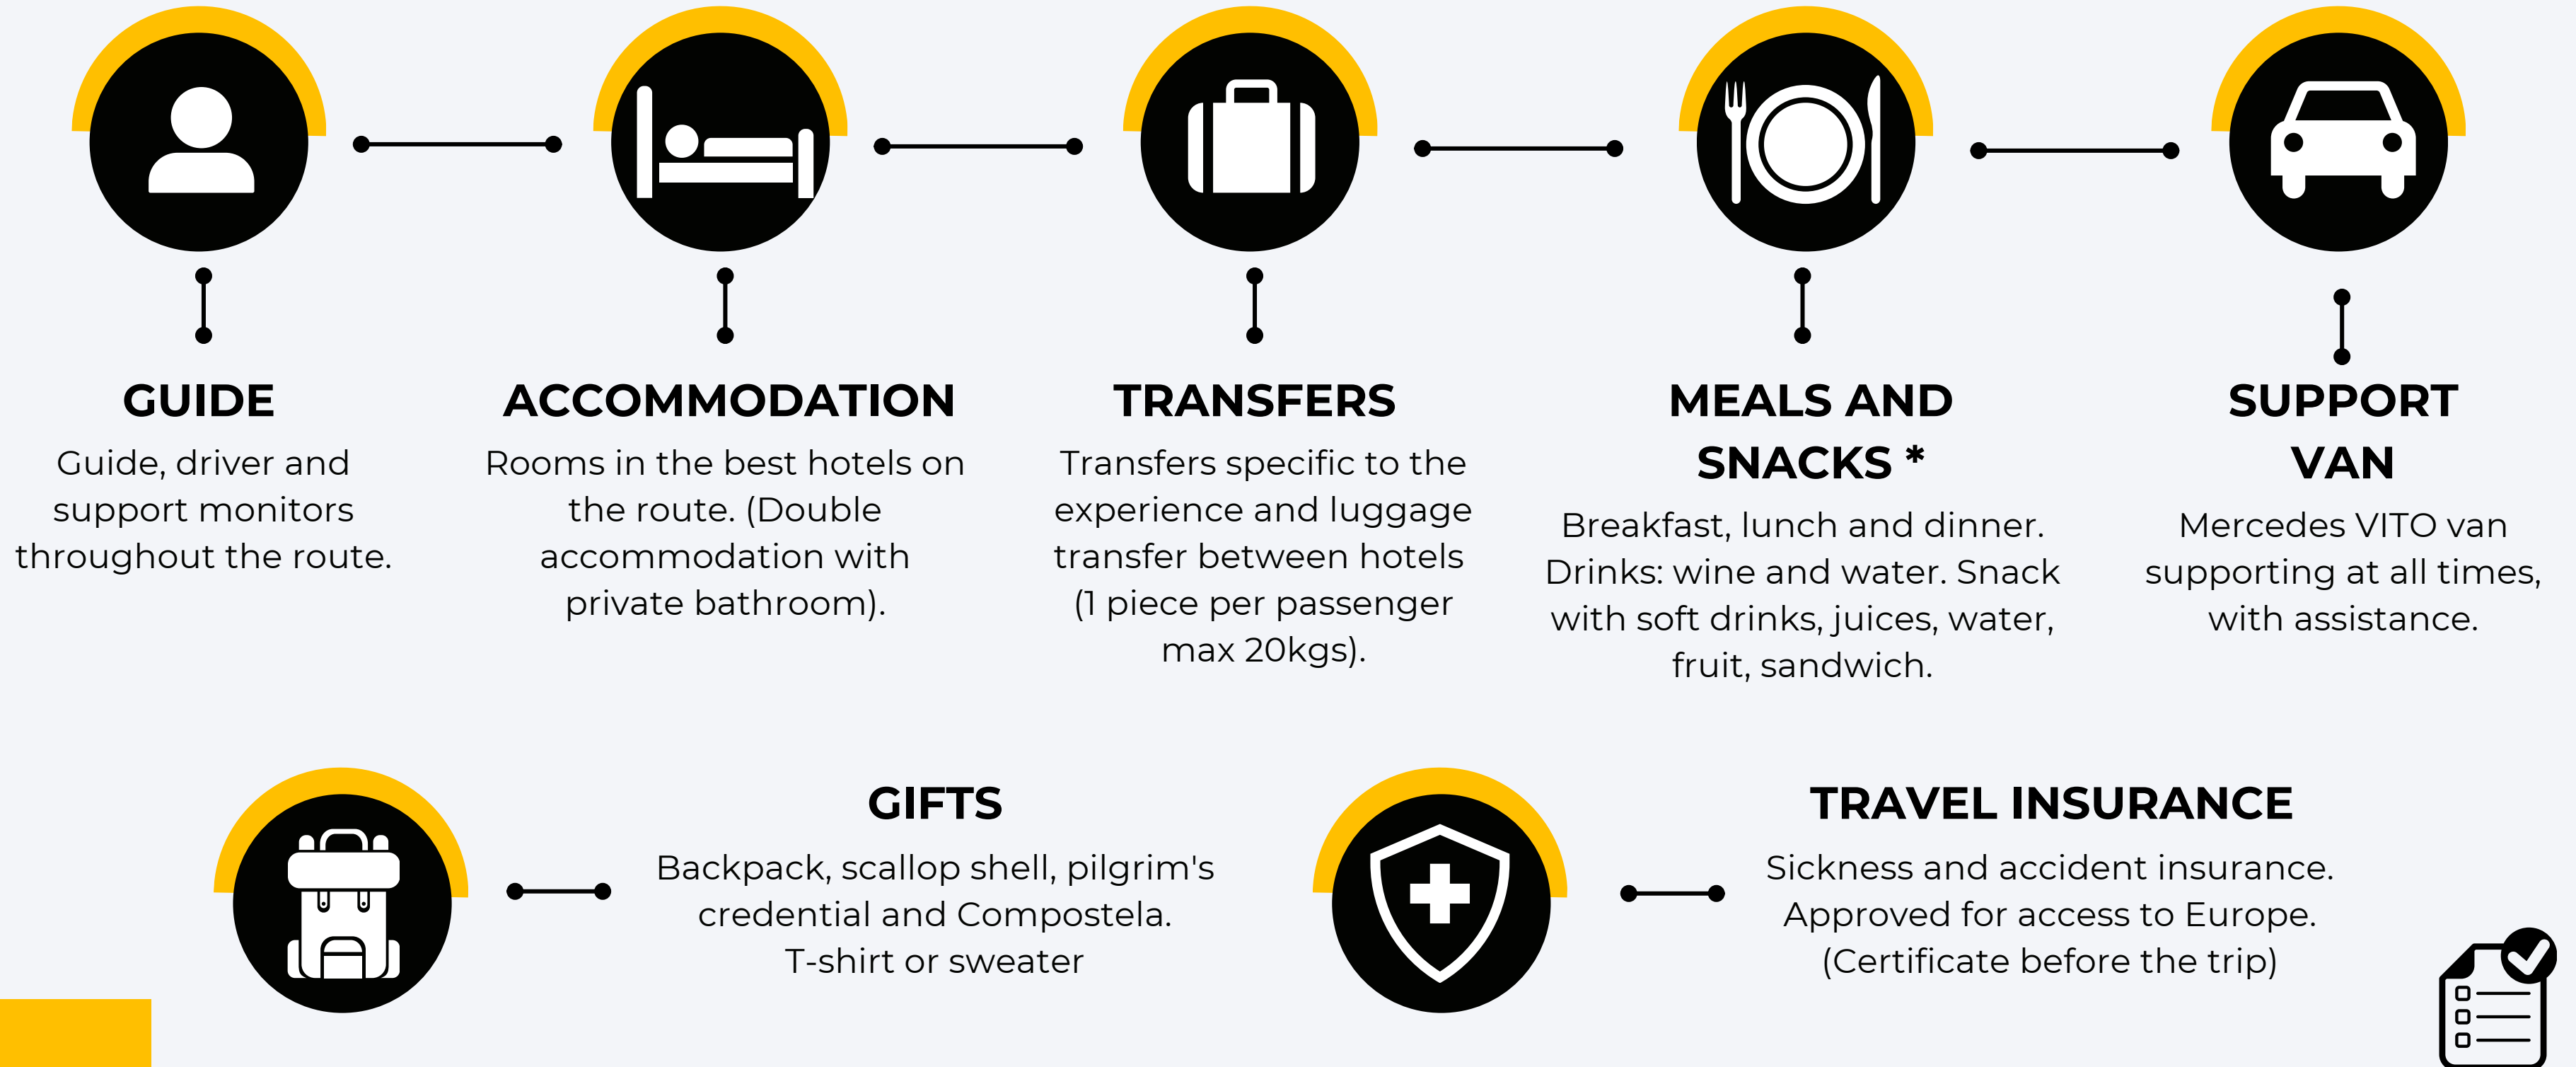 GUIDE
Guide, driver and
support monitors
throughout the route.
ACCOMMODATION
Rooms in the best hotels on
the route. (Double
accommodation with
private bathroom).
TRANSFERS
Transfers specific to the
experience and luggage
transfer between hotels
(1 piece per passenger
max 20kgs).
MEALS AND
SNACKS *
Breakfast, lunch and dinner.
Drinks: wine and water. Snack
with soft drinks, juices, water,
fruit, sandwich.
SUPPORT
VAN
Mercedes VITO van
supporting at all times,
with assistance.
GIFTS
Backpack, scallop shell, pilgrim's
credential and Compostela.
T-shirt or sweater
TRAVEL INSURANCE
Sickness and accident insurance.
Approved for access to Europe.
(Certificate before the trip)